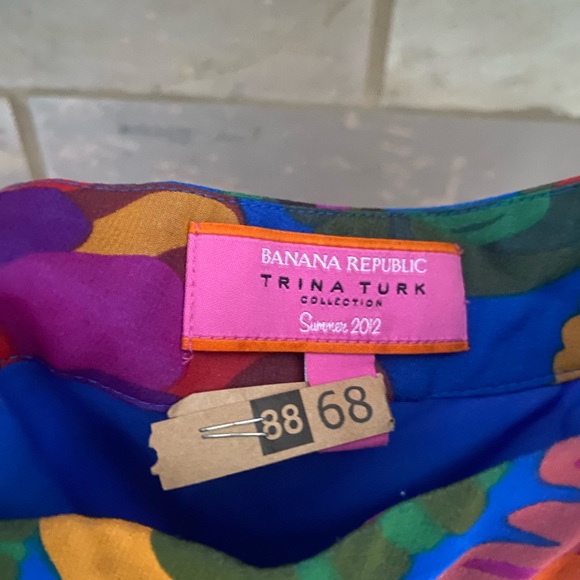 BANANA REPUBLIC
TRINA TURK
COLLECTION
Summer 2012
88 68